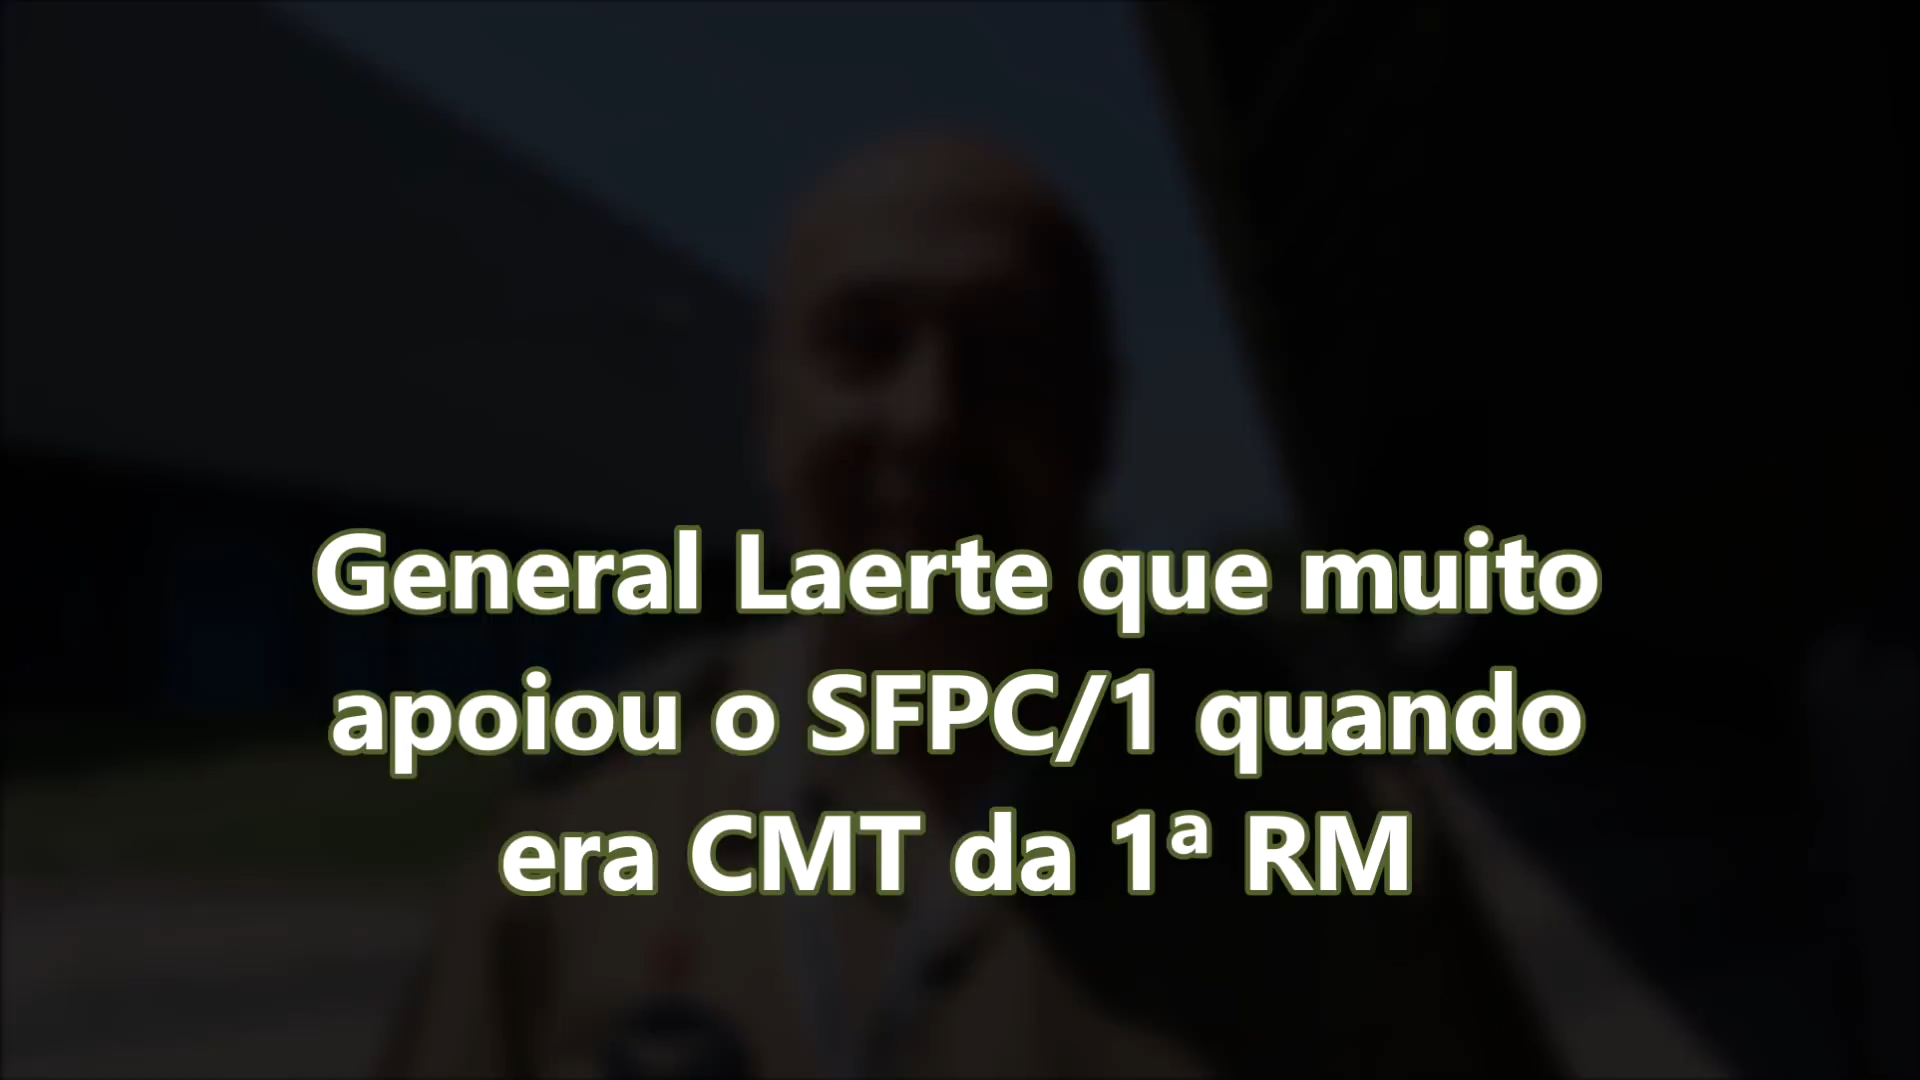 General Laerte que muito
apoiou o SFPC/1 quando
era CMT da 1ª RM